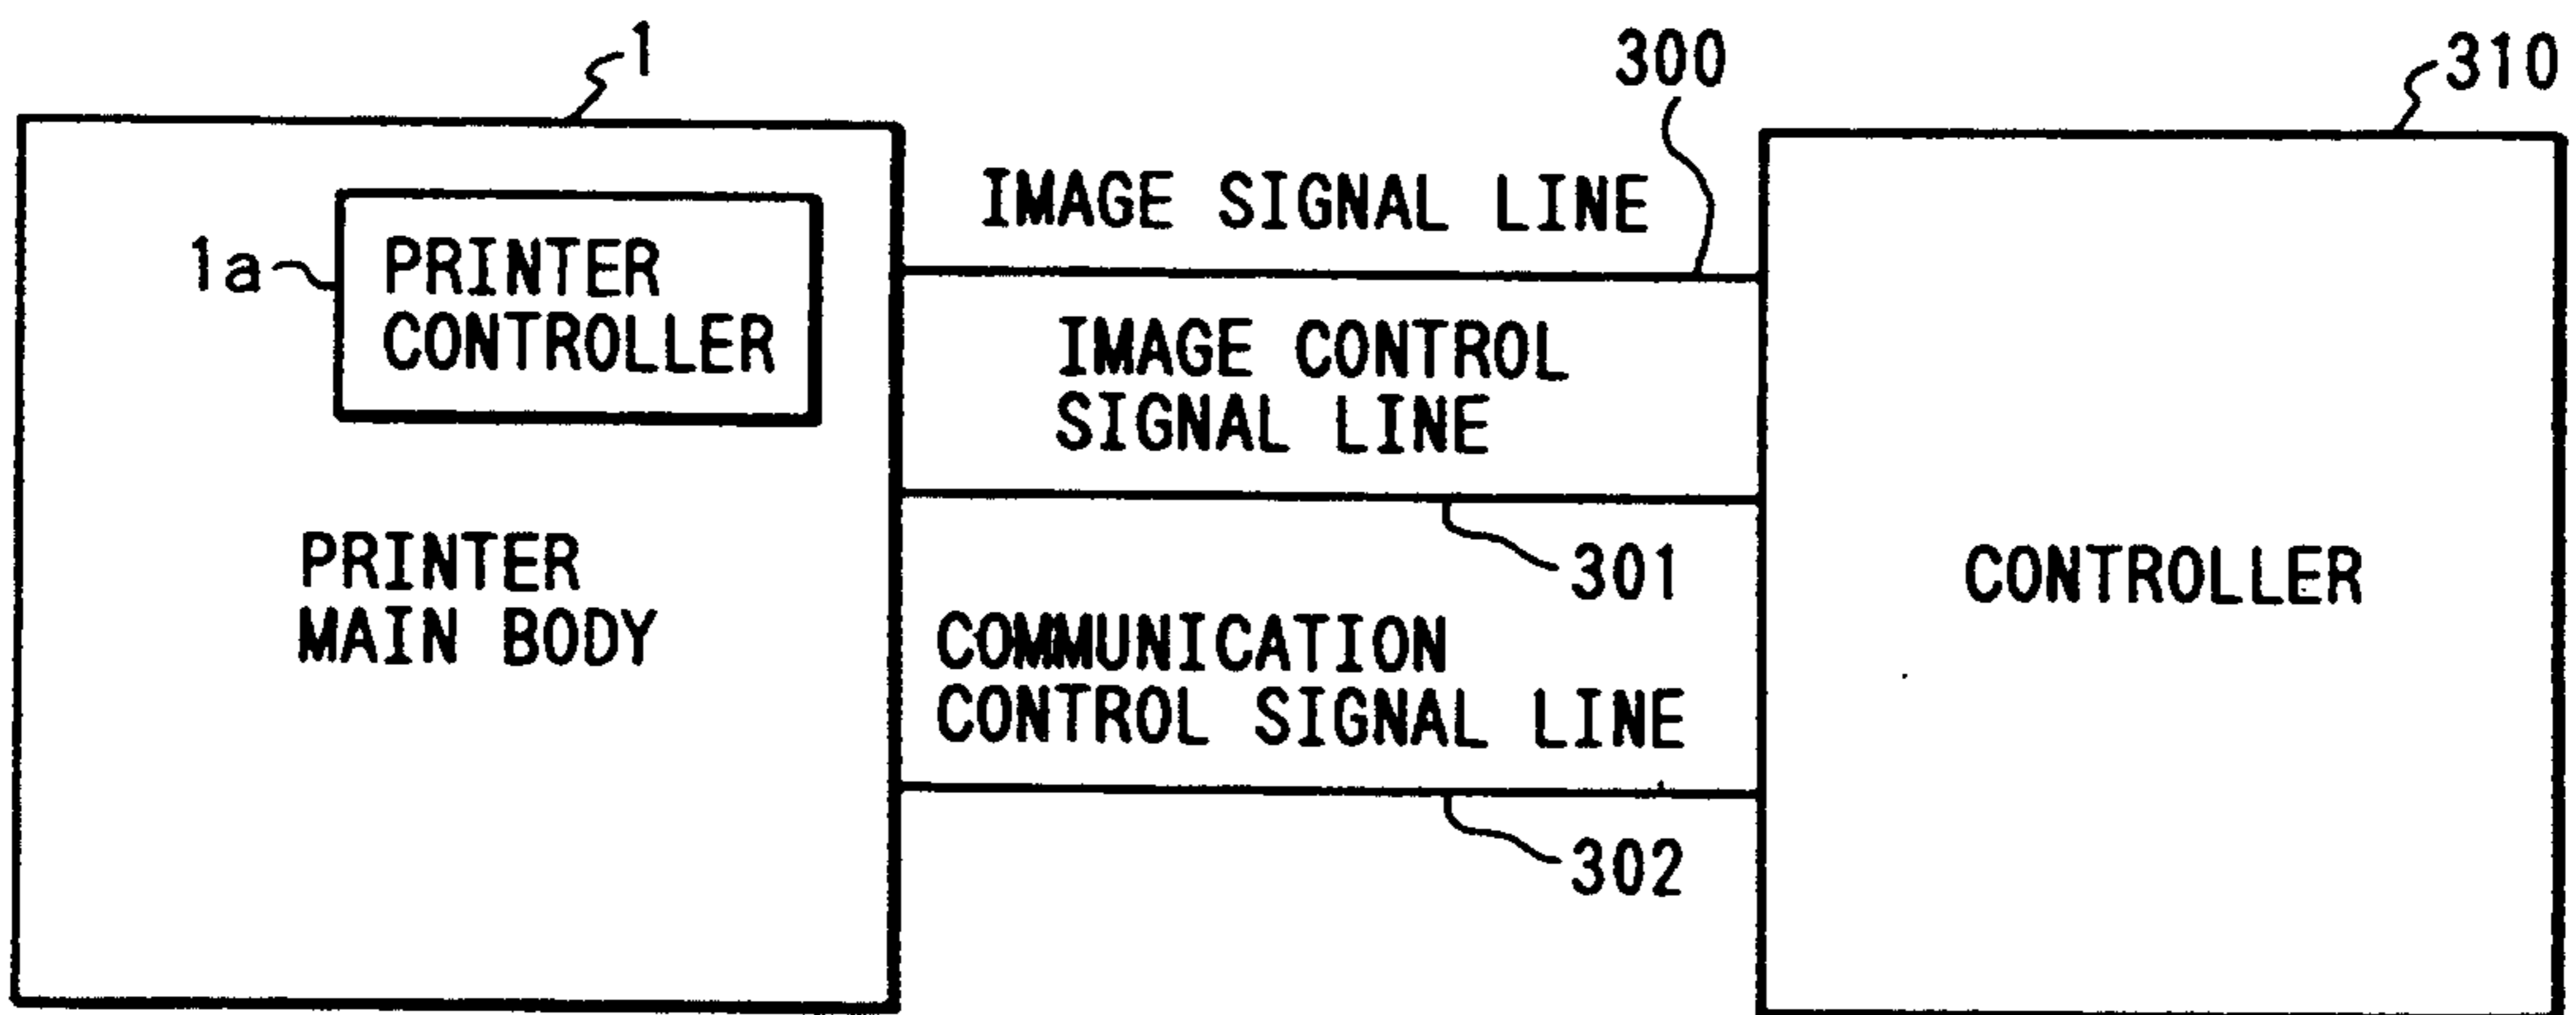 1
300
310
IMAGE SIGNAL LINE
1a
PRINTER
CONTROLLER
IMAGE CONTROL
SIGNAL LINE
301
PRINTER
MAIN BODY
CONTROLLER
COMMUNICATION
CONTROL SIGNAL LINE
302